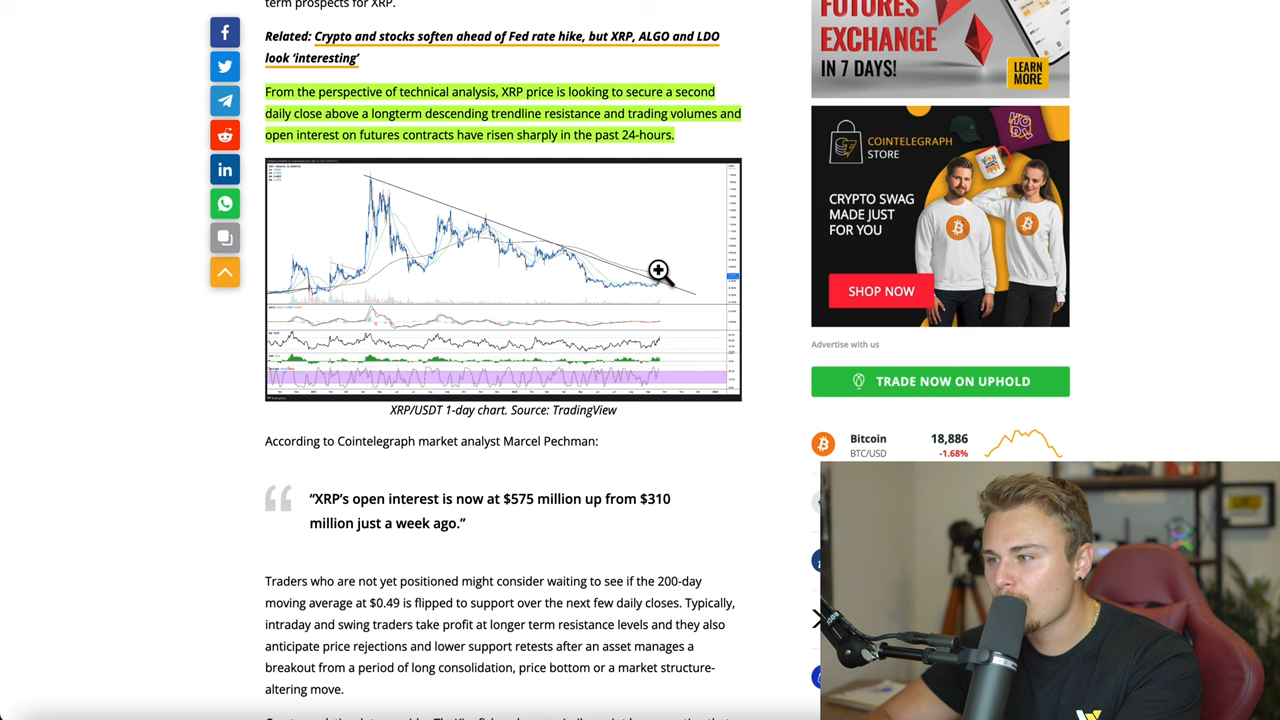 term prospects for XRP.
Related: Crypto and stocks soften ahead of Fed rate hike, but XRP, ALGO and LDO
look ‘interesting’
From the perspective of technical analysis, XRP price is looking to secure a second
daily close above a longterm descending trendline resistance and trading volumes and
open interest on futures contracts have risen sharply in the past 24-hours.
XRP/USDT 1-day chart. Source: TradingView
According to Cointelegraph market analyst Marcel Pechman:
“XRP’s open interest is now at $575 million up from $310
million just a week ago.”
Traders who are not yet positioned might consider waiting to see if the 200-day
moving average at $0.49 is flipped to support over the next few daily closes. Typically,
intraday and swing traders take profit at longer term resistance levels and they also
anticipate price rejections and lower support retests after an asset manages a
breakout from a period of long consolidation, price bottom or a market structure-
altering move.
FUTURES
EXCHANGE
IN 7 DAYS!
LEARN
MORE
COINTELEGRAPH
STORE
CRYPTO SWAG
MADE JUST
FOR YOU
SHOP NOW
Advertise with us
TRADE NOW ON UPHOLD
Bitcoin
18,886
BTC/USD
-1.68%